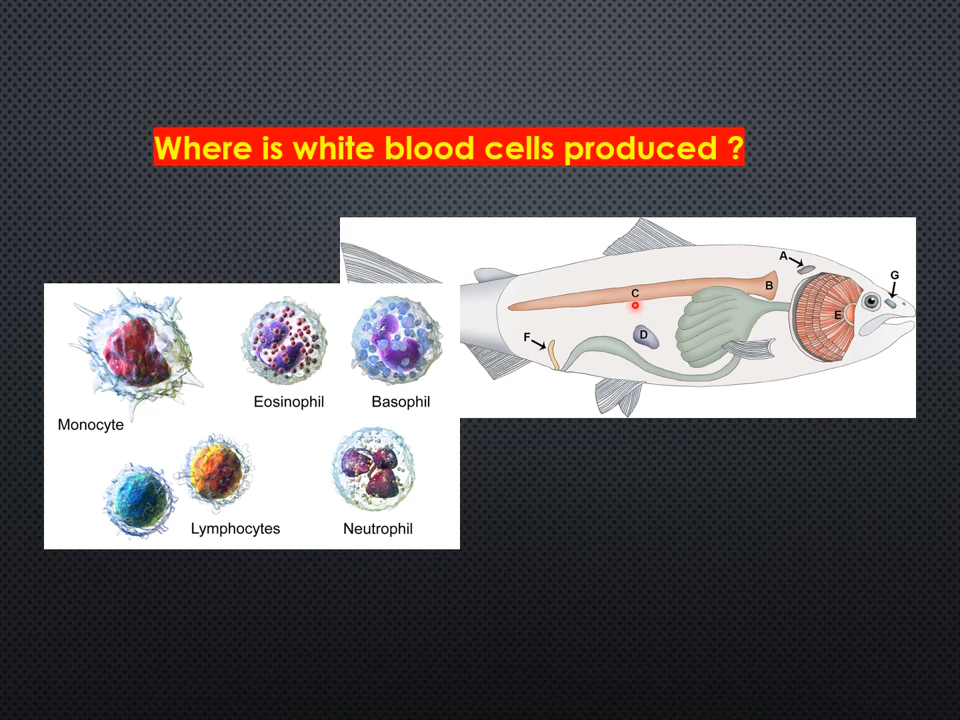 Where is white blood cells produced ?
A
G
C
B
E
F
D
Monocyte
Eosinophil
Basophil
Lymphocytes
Neutrophil